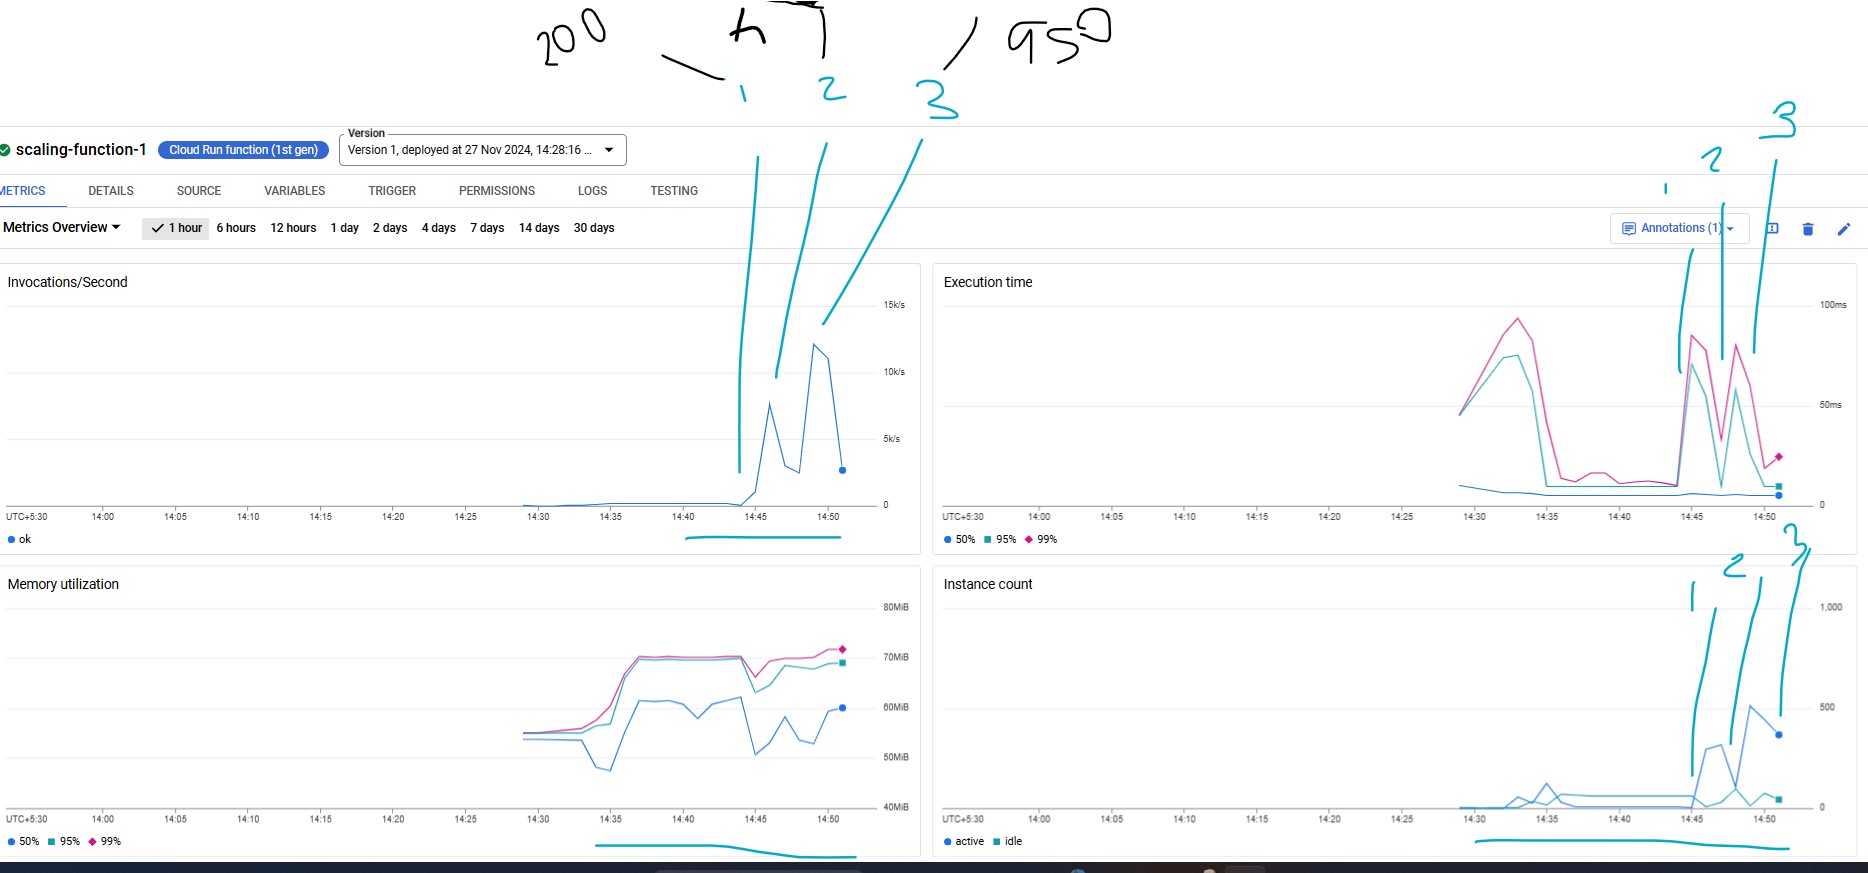 200 950
1 2 3
3
2
1
scaling-function-1 Cloud Run function (1st gen) Version Version 1, deployed at 27 Nov 2024, 14:28:16 ...
METRICS DETAILS SOURCE VARIABLES TRIGGER PERMISSIONS LOGS TESTING
Metrics Overview 1 hour 6 hours 12 hours 1 day 2 days 4 days 7 days 14 days 30 days Annotations (1)
Invocations/Second
15k/s
10k/s
5k/s
0
UTC+5:30 14:00 14:05 14:10 14:15 14:20 14:25 14:30 14:35 14:40 14:45 14:50
ok
Execution time
100ms
50ms
0
UTC+5:30 14:00 14:05 14:10 14:15 14:20 14:25 14:30 14:35 14:40 14:45 14:50
50% 95% 99%
Memory utilization
80MiB
70MiB
60MiB
50MiB
40MiB
UTC+5:30 14:00 14:05 14:10 14:15 14:20 14:25 14:30 14:35 14:40 14:45 14:50
50% 95% 99%
Instance count
1 2 3
1,000
500
0
UTC+5:30 14:00 14:05 14:10 14:15 14:20 14:25 14:30 14:35 14:40 14:45 14:50
active idle